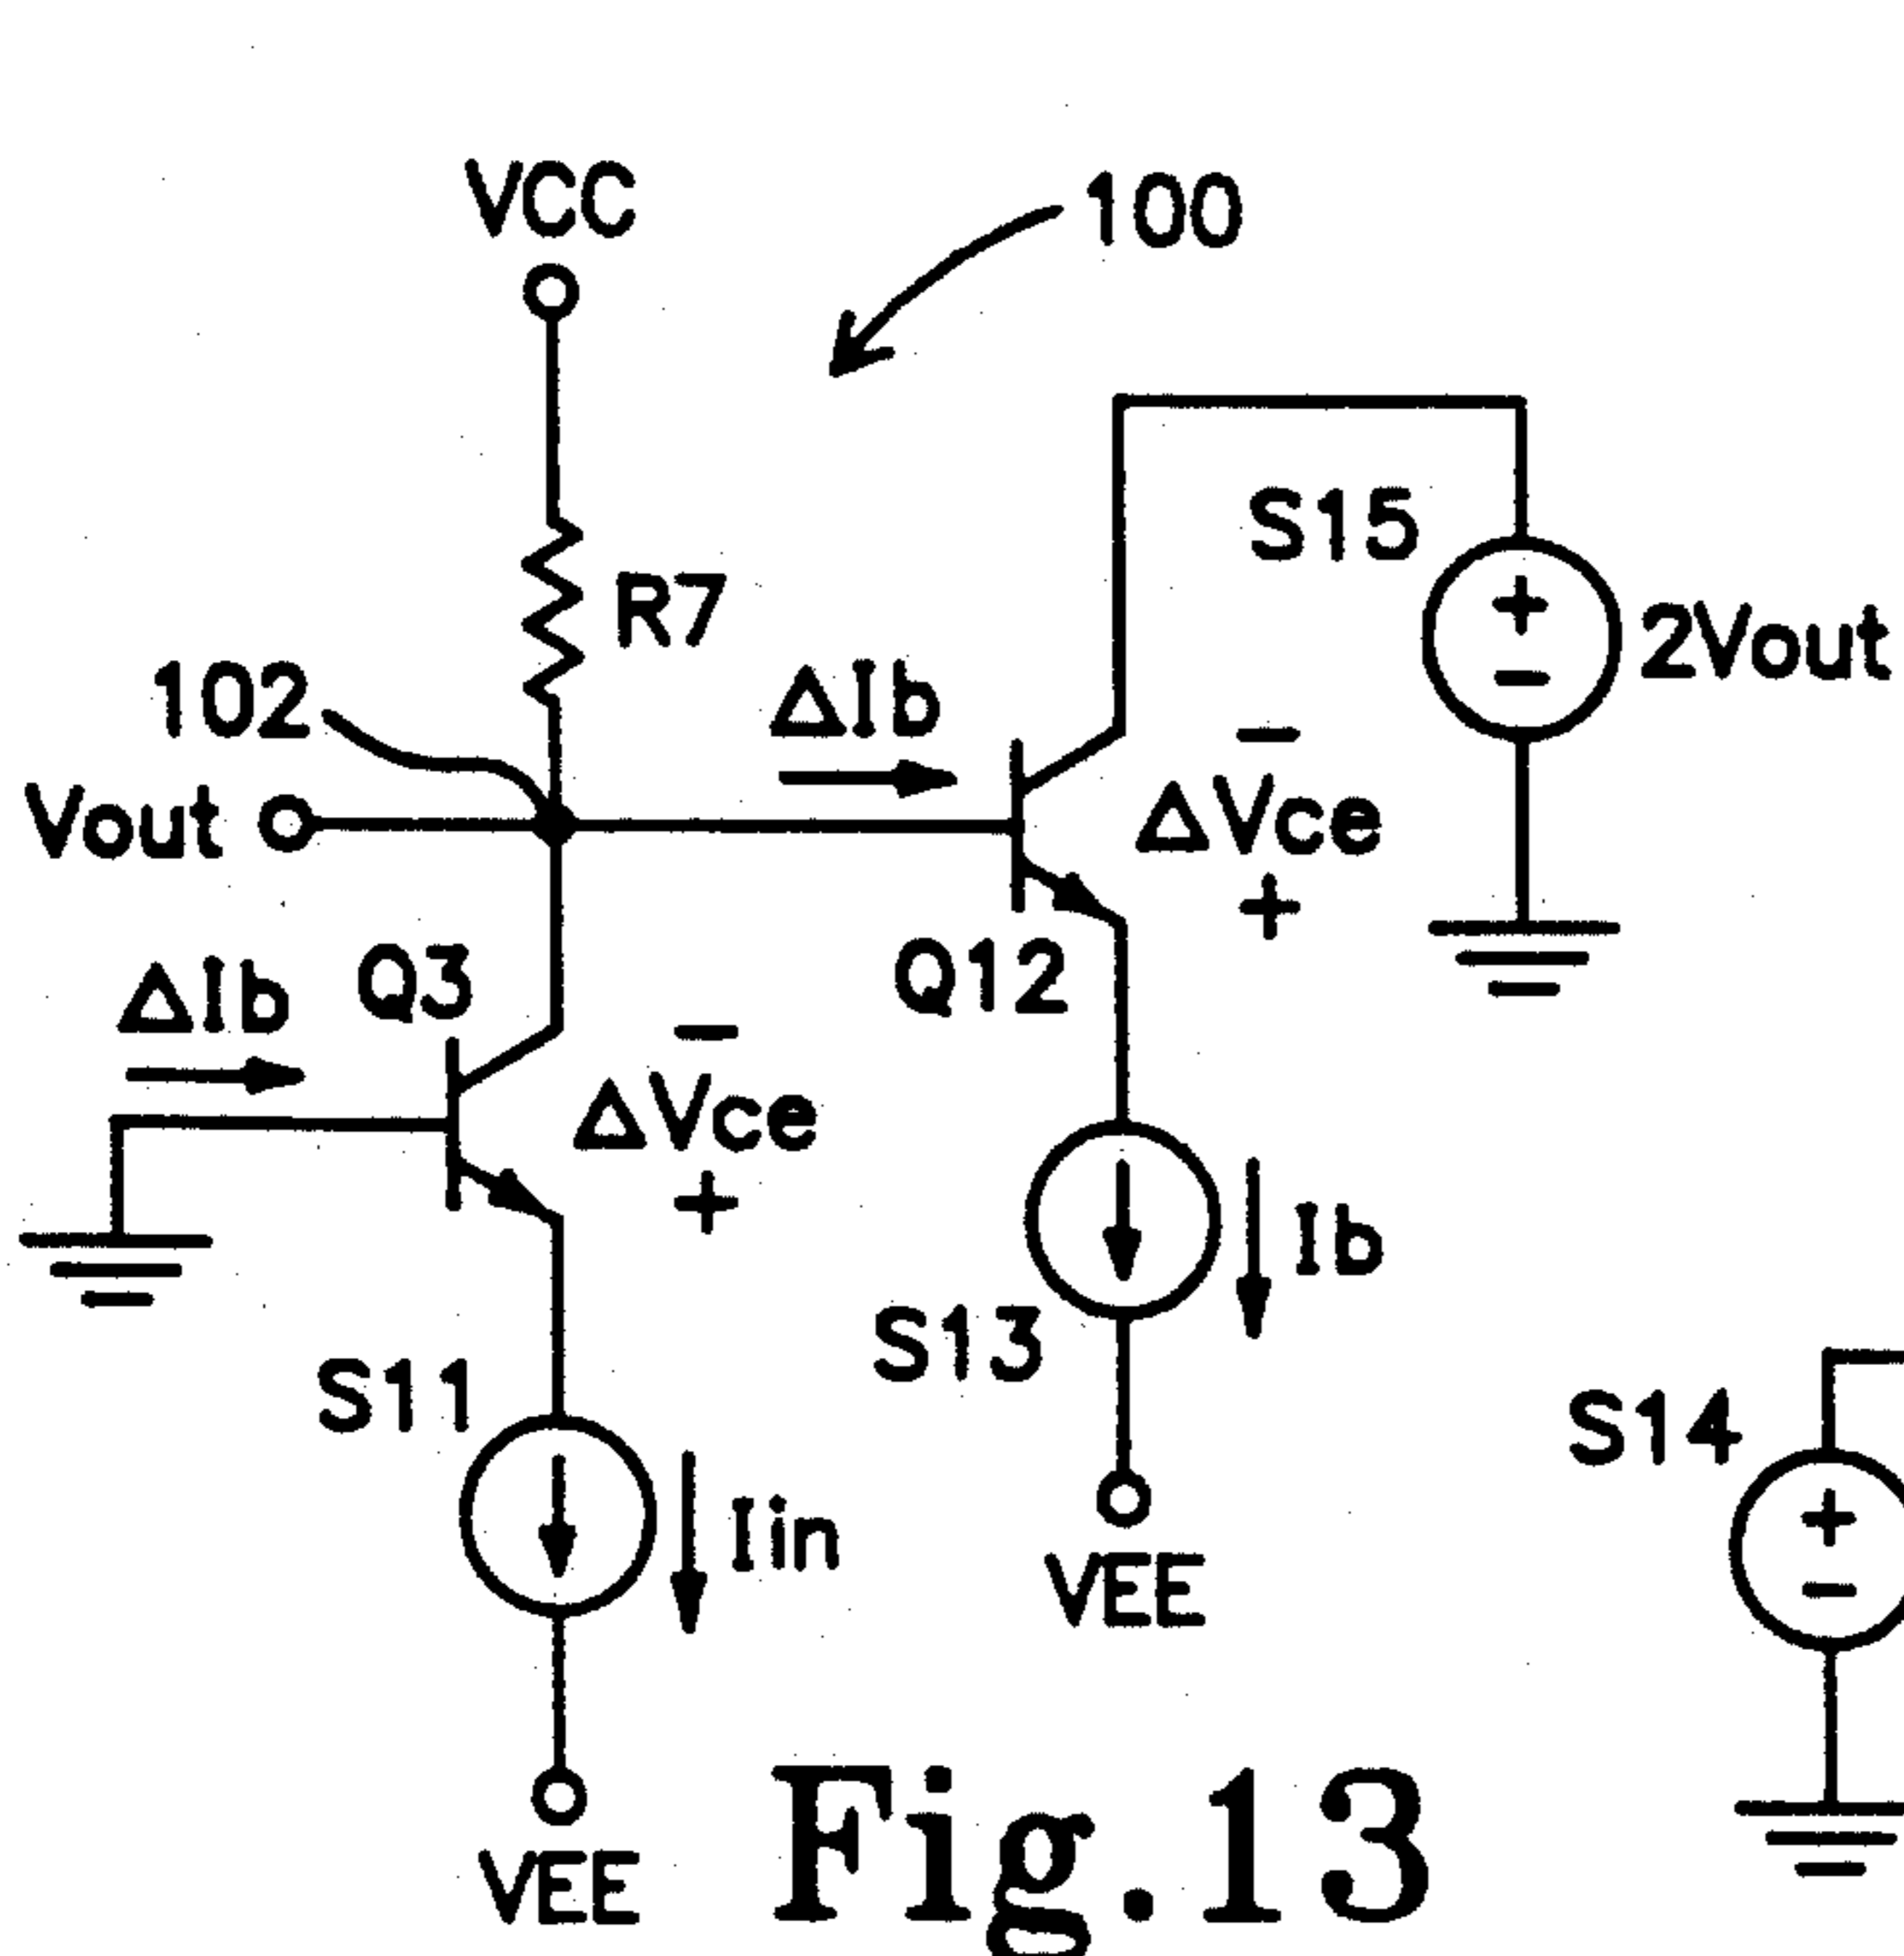 VCC
100
S15
R7
2Vout
102
ΔIb
−
Vout
ΔVce
+
Q3
Q12
ΔIb
−
ΔVce
+
Ib
S13
S11
S14
Iin
VEE
VEE
Fig.13